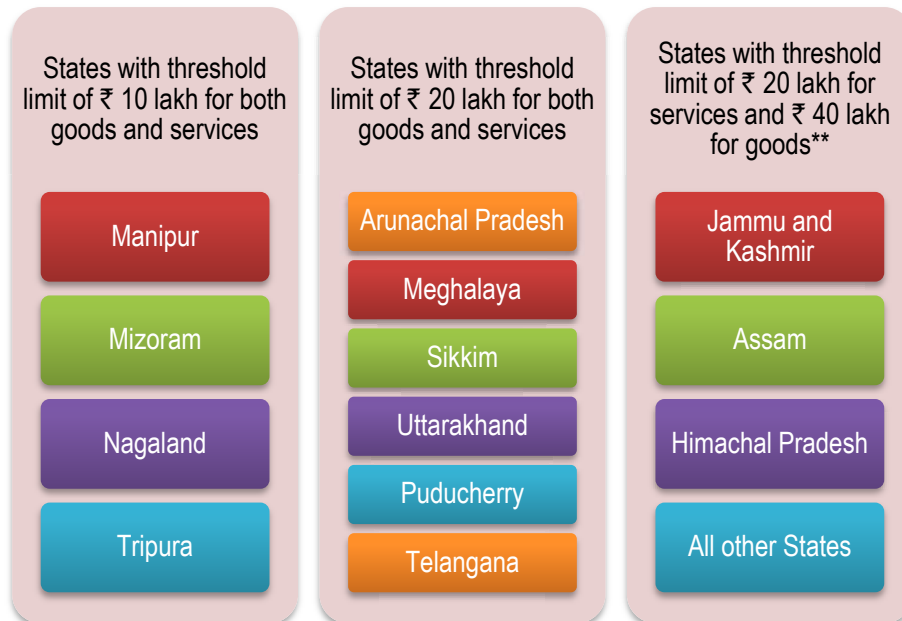 States with threshold
limit of ₹ 10 lakh for both
goods and services
Manipur
Mizoram
Nagaland
Tripura
States with threshold
limit of ₹ 20 lakh for both
goods and services
Arunachal Pradesh
Meghalaya
Sikkim
Uttarakhand
Puducherry
Telangana
States with threshold
limit of ₹ 20 lakh for
services and ₹ 40 lakh
for goods**
Jammu and
Kashmir
Assam
Himachal Pradesh
All other States